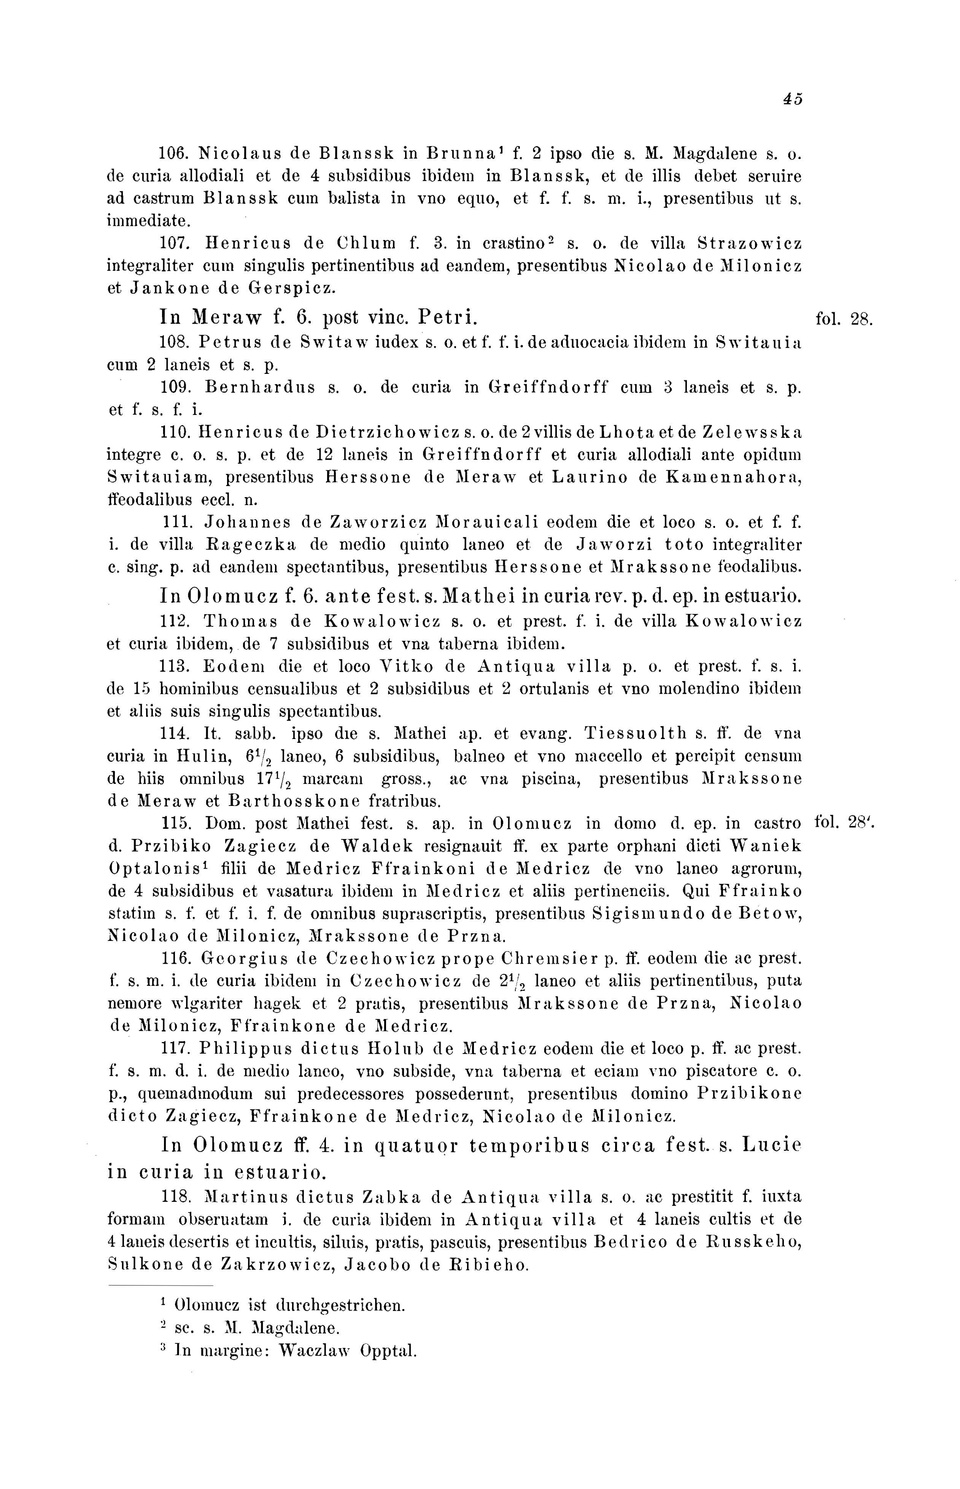 45
106. Nicolaus de Blanssk in Brunna¹ f. 2 ipso die s. M. Magdalene s. o.
de curia allodiali et de 4 subsidibus ibidem in Blanssk, et de illis debet seruire
ad castrum Blanssk cum balista in vno equo, et f. f. s. m. i., presentibus ut s.
immediate.
107. Henricus de Chlum f. 3. in crastino² s. o. de villa Strazowicz
integraliter cum singulis pertinentibus ad eandem, presentibus Nicolao de Milonicz
et Jankone de Gerspicz.
In Meraw f. 6. post vinc. Petri. fol. 28.
108. Petrus de Switaw iudex s. o. et f. f. i. de aduocacia ibidem in Switauia
cum 2 laneis et s. p.
109. Bernhardus s. o. de curia in Greiffndorff cum 3 laneis et s. p.
et f. s. f. i.
110. Henricus de Dietrzichowicz s. o. de 2 villis de Lhota et de Zelewsska
integre c. o. s. p. et de 12 laneis in Greiffndorff et curia allodiali ante opidum
Switauiam, presentibus Herssone de Meraw et Laurino de Kamennahora,
ffeodalibus eccl. n.
111. Johannes de Zaworzicz Morauicali eodem die et loco s. o. et f. f.
i. de villa Rageczka de medio quinto laneo et de Jaworzi toto integraliter
c. sing. p. ad eandem spectantibus, presentibus Herssone et Mrakssone feodalibus.
In Olomucz f. 6. ante fest. s. Mathei in curia rev. p. d. ep. in estuario.
112. Thomas de Kowalowicz s. o. et prest. f. i. de villa Kowalowicz
et curia ibidem, de 7 subsidibus et vna taberna ibidem.
113. Eodem die et loco Vitko de Antiqua villa p. o. et prest. f. s. i.
de 15 hominibus censualibus et 2 subsidibus et 2 ortulanis et vno molendino ibidem
et aliis suis singulis spectantibus.
114. It. sabb. ipso die s. Mathei ap. et evang. Tiessuolth s. ff. de vna
curia in Hulin, 6¹/₂ laneo, 6 subsidibus, balneo et vno maccello et percipit censum
de hiis omnibus 17¹/₂ marcam gross., ac vna piscina, presentibus Mrakssone
de Meraw et Barthosskone fratribus.
115. Dom. post Mathei fest. s. ap. in Olomucz in domo d. ep. in castro fol. 28'.
d. Przibiko Zagiecz de Waldek resignauit ff. ex parte orphani dicti Waniek
Optalonis¹ filii de Medricz Ffrainkoni de Medricz de vno laneo agrorum,
de 4 subsidibus et vasatura ibidem in Medricz et aliis pertinenciis. Qui Ffrainko
statim s. f. et f. i. f. de omnibus suprascriptis, presentibus Sigismundo de Betow,
Nicolao de Milonicz, Mrakssone de Przna.
116. Georgius de Czechowicz prope Chremsier p. ff. eodem die ac prest.
f. s. m. i. de curia ibidem in Czechowicz de 2¹/₂ laneo et aliis pertinentibus, puta
nemore wlgariter hagek et 2 pratis, presentibus Mrakssone de Przna, Nicolao
de Milonicz, Ffrainkone de Medricz.
117. Philippus dictus Holub de Medricz eodem die et loco p. ff. ac prest.
f. s. m. d. i. de medio laneo, vno subside, vna taberna et eciam vno piscatore c. o.
p., quemadmodum sui predecessores possederunt, presentibus domino Przibikone
dicto Zagiecz, Ffrainkone de Medricz, Nicolao de Milonicz.
In Olomucz ff. 4. in quatuor temporibus circa fest. s. Lucie
in curia in estuario.
118. Martinus dictus Zabka de Antiqua villa s. o. ac prestitit f. iuxta
formam obseruatam i. de curia ibidem in Antiqua villa et 4 laneis cultis et de
4 laneis desertis et incultis, siluis, pratis, pascuis, presentibus Bedrico de Russkeho,
Sulkone de Zakrzowicz, Jacobo de Ribieho.
¹ Olomucz ist durchgestrichen.
² sc. s. M. Magdalene.
³ In margine: Waczlaw Opptal.